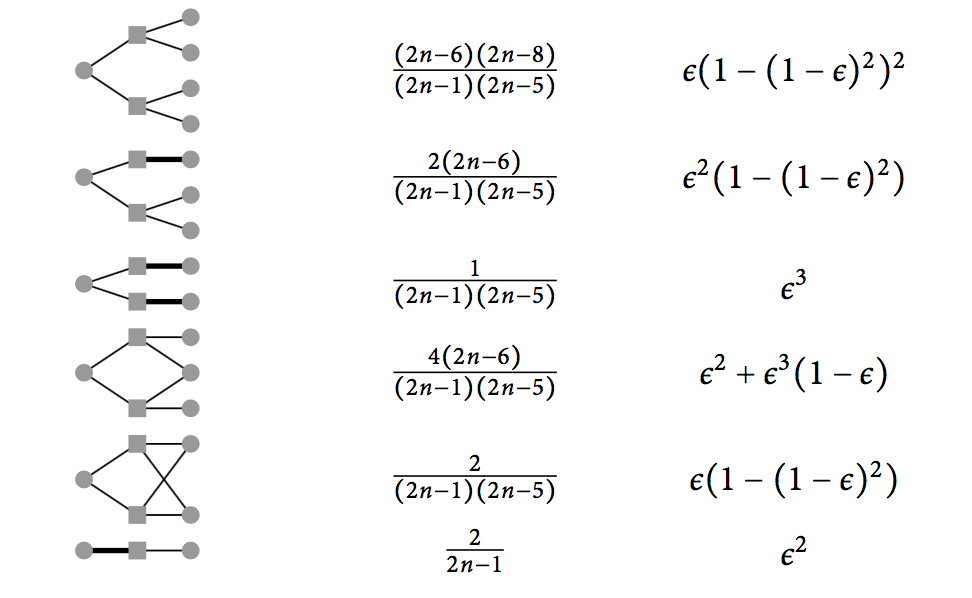 (2n−6)(2n−8)/(2n−1)(2n−5) ϵ(1 − (1 − ϵ)²)²
2(2n−6)/(2n−1)(2n−5) ϵ²(1 − (1 − ϵ)²)
1/(2n−1)(2n−5) ϵ³
4(2n−6)/(2n−1)(2n−5) ϵ² + ϵ³(1 − ϵ)
2/(2n−1)(2n−5) ϵ(1 − (1 − ϵ)²)
2/2n−1 ϵ²